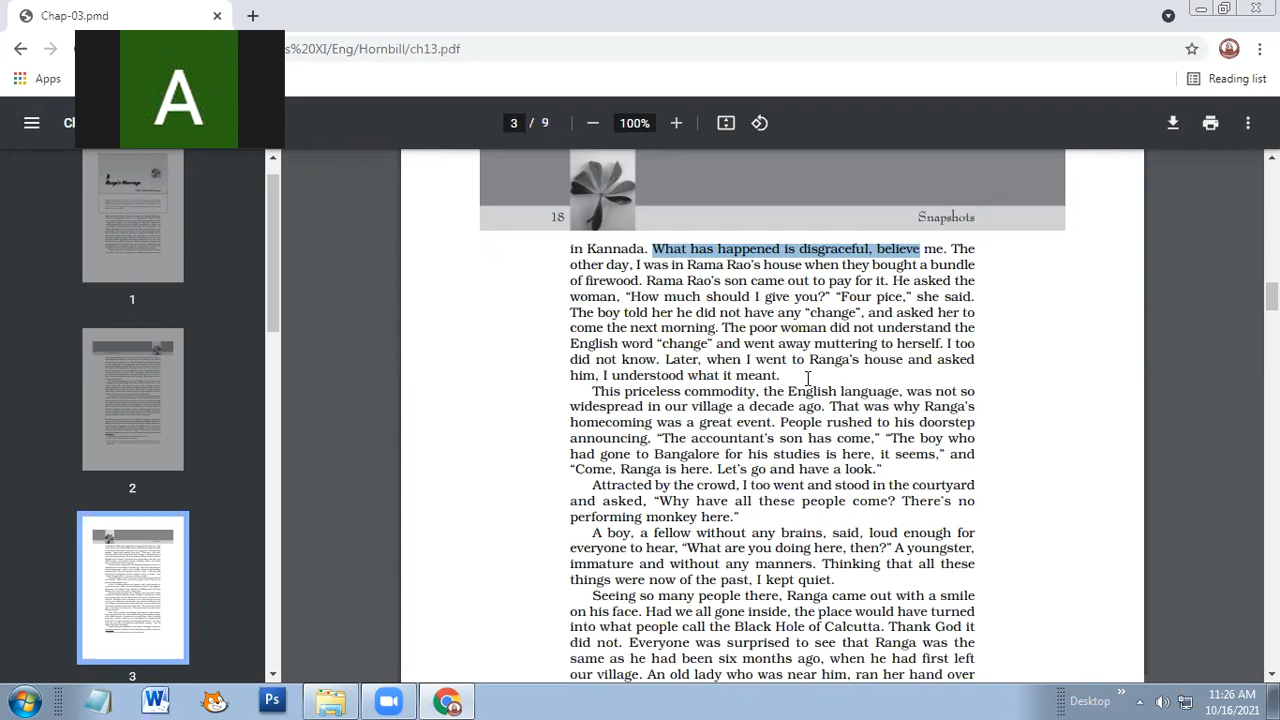 Chap-03.pmd
s%20XI/Eng/Hornbill/ch13.pdf
Apps
Reading list
A
3 / 9
100%
1
2
3
Snapshots
in Kannada. What has happened is disgraceful, believe me. The
other day, I was in Rama Rao's house when they bought a bundle
of firewood. Rama Rao's son came out to pay for it. He asked the
woman, “How much should I give you?” “Four pice,” she said.
The boy told her he did not have any “change”, and asked her to
come the next morning. The poor woman did not understand the
English word “change” and went away muttering to herself. I too
did not know. Later, when I went to Ranga's house and asked
him, I understood what it meant.
This priceless commodity, the English language, was not so
widespread in our village a decade ago. That was why Ranga's
homecoming was a great event. People rushed to his doorstep
announcing, “The accountant's son has come,” “The boy who
had gone to Bangalore for his studies is here, it seems,” and
“Come, Ranga is here. Let's go and have a look.”
Attracted by the crowd, I too went and stood in the courtyard
and asked, “Why have all these people come? There's no
performing monkey here.”
A boy, a fellow without any brains, said, loud enough for
everyone to hear, “What are you doing here, then?” A youngster,
immature and without any manners. Thinking that all these
things were now of the past, I kept quiet.
Seeing so many people there, Ranga came out with a smile
on his face. Had we all gone inside, the place would have turned
into what people call the Black Hole of Calcutta. Thank God it
did not. Everyone was surprised to see that Ranga was the
same as he had been six months ago, when he had first left
our village. An old lady who was near him, ran her hand over
Desktop
11:26 AM
10/16/2021